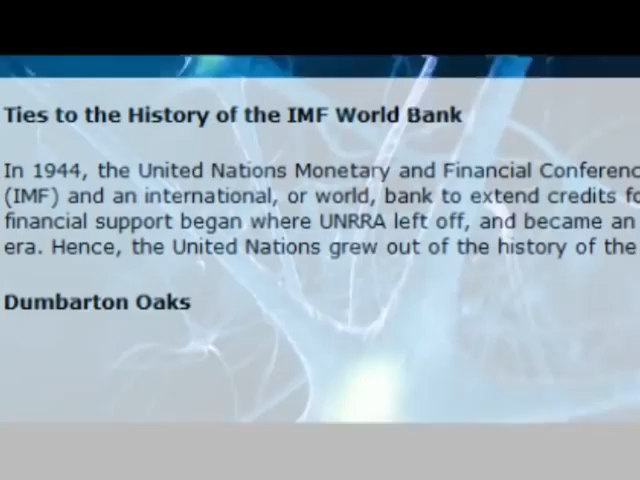 Ties to the History of the IMF World Bank
In 1944, the United Nations Monetary and Financial Conferenc
(IMF) and an international, or world, bank to extend credits fo
financial support began where UNRRA left off, and became an
era. Hence, the United Nations grew out of the history of the
Dumbarton Oaks